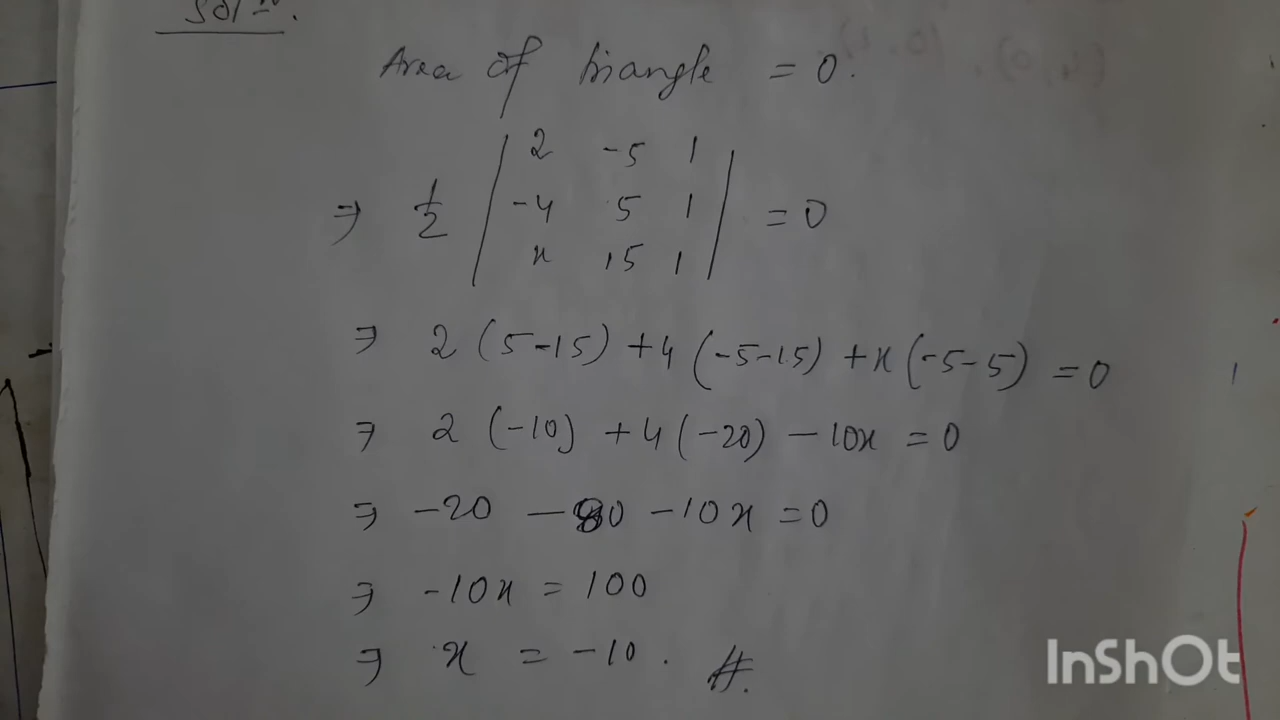 Solⁿ.
Area of triangle = 0.
⇒ 1/2 | 2 -5 1 |
| -4 5 1 | = 0
| x 15 1 |
⇒ 2 (5-15) +4 (-5-15) +x (-5-5) = 0
⇒ 2 (-10) +4 (-20) - 10x = 0
⇒ -20 - 80 - 10x = 0
⇒ -10x = 100
⇒ x = -10. #.
InShOt